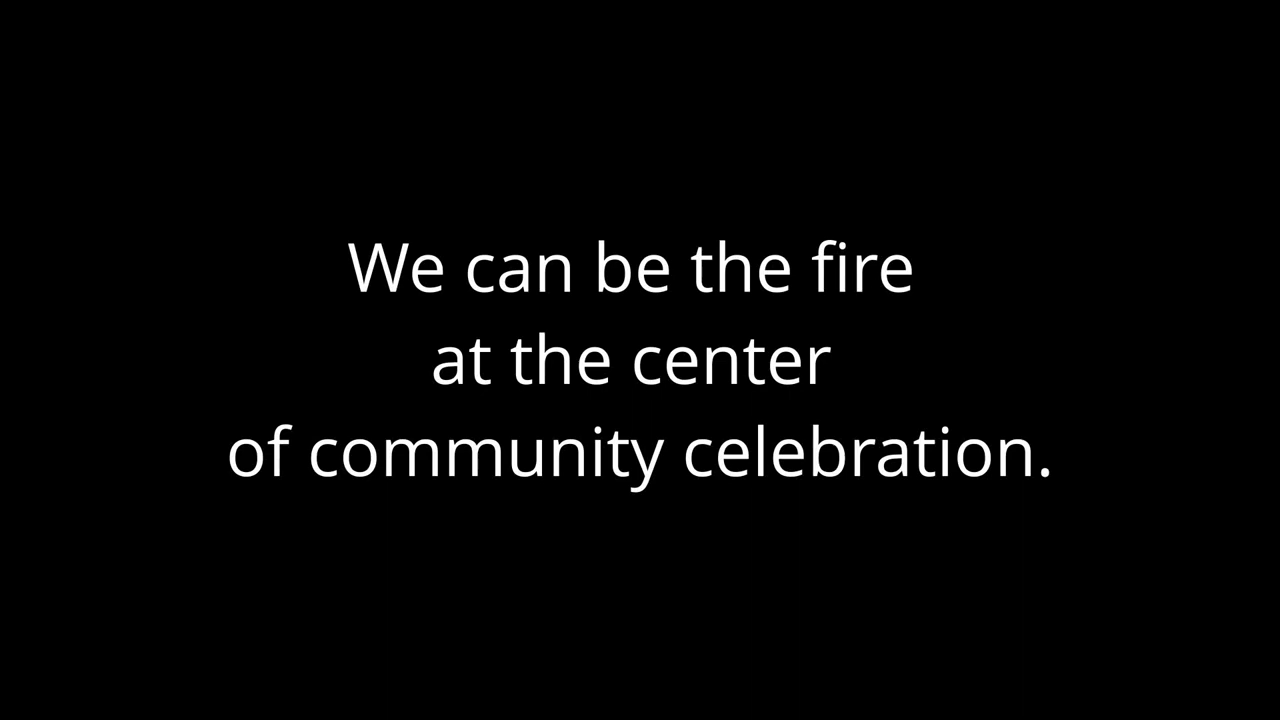 We can be the fire
at the center
of community celebration.